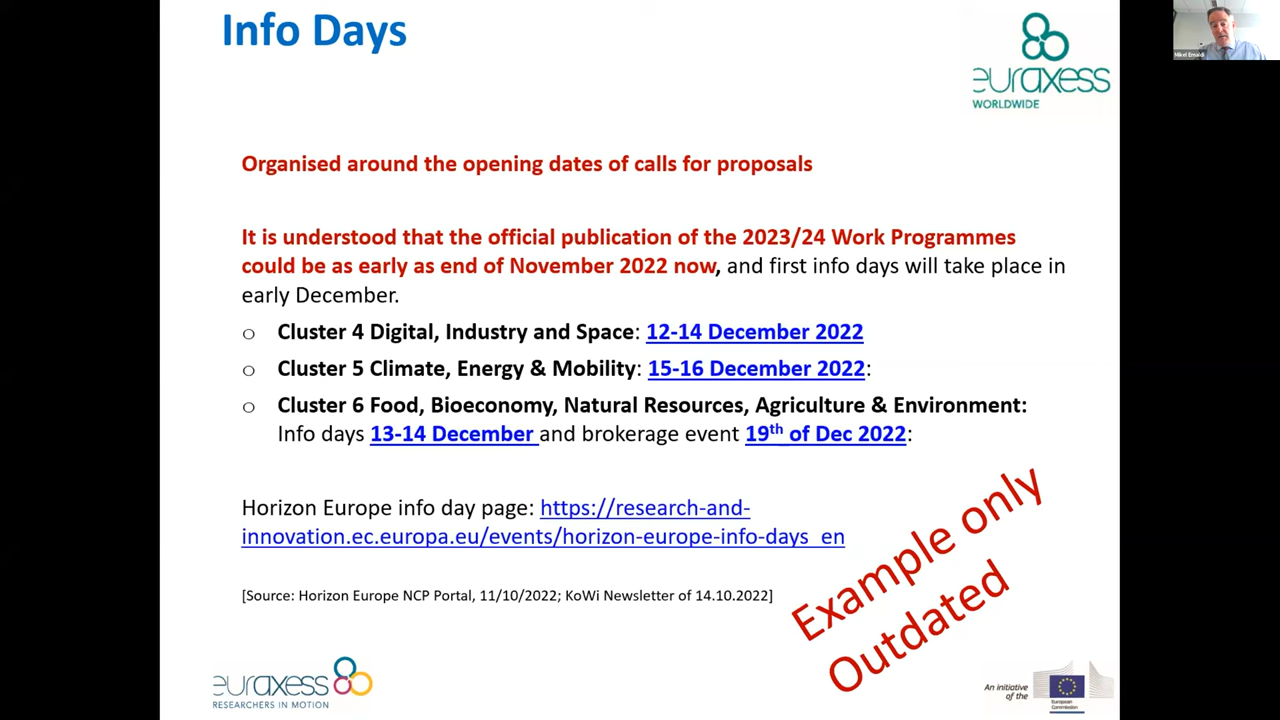 Info Days
euraxess
WORLDWIDE
Mikel Emaldi
Organised around the opening dates of calls for proposals
It is understood that the official publication of the 2023/24 Work Programmes
could be as early as end of November 2022 now, and first info days will take place in
early December.
o Cluster 4 Digital, Industry and Space: 12-14 December 2022
o Cluster 5 Climate, Energy & Mobility: 15-16 December 2022:
o Cluster 6 Food, Bioeconomy, Natural Resources, Agriculture & Environment:
Info days 13-14 December and brokerage event 19th of Dec 2022:
Horizon Europe info day page: https://research-and-
innovation.ec.europa.eu/events/horizon-europe-info-days_en
[Source: Horizon Europe NCP Portal, 11/10/2022; KoWi Newsletter of 14.10.2022]
Example only
Outdated
euraxess
RESEARCHERS IN MOTION
An initiative
of the
European
Commission